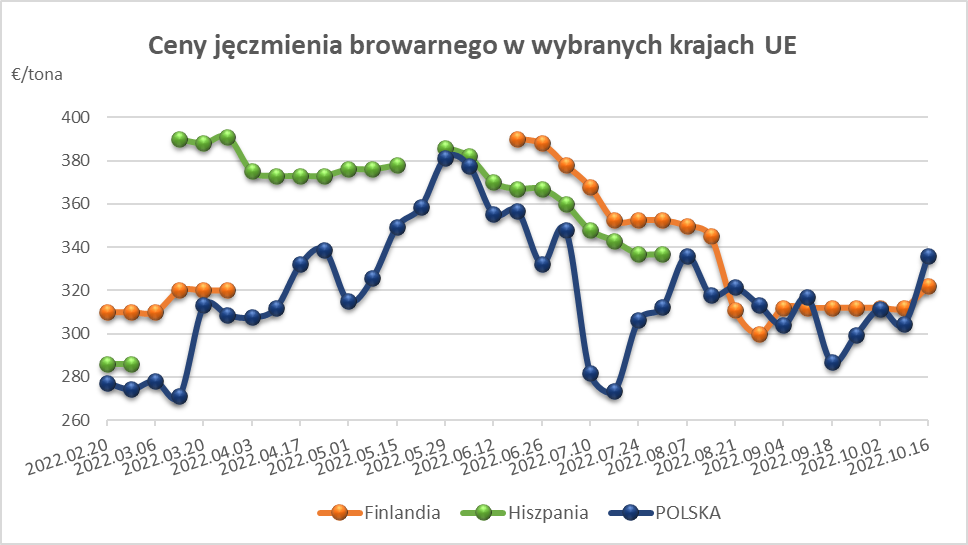 Ceny jęczmienia browarnego w wybranych krajach UE
€/tona
400
380
360
340
320
300
280
260
2022.02.20 2022.03.06 2022.03.20 2022.04.03 2022.04.17 2022.05.01 2022.05.15 2022.05.29 2022.06.12 2022.06.26 2022.07.10 2022.07.24 2022.08.07 2022.08.21 2022.09.04 2022.09.18 2022.10.02 2022.10.16
Finlandia Hiszpania POLSKA